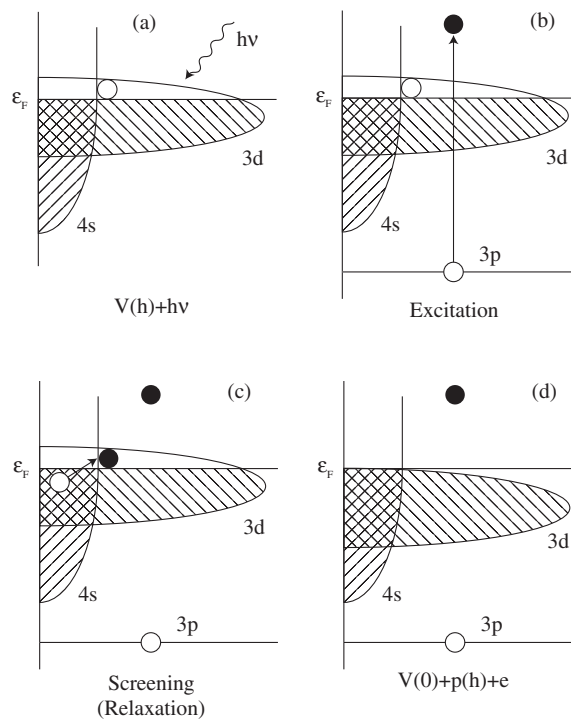 (a)
hν
ε_F
3d
4s
V(h)+hν
(b)
ε_F
3d
4s
3p
Excitation
(c)
ε_F
3d
4s
3p
Screening
(Relaxation)
(d)
ε_F
3d
4s
3p
V(0)+p(h)+e